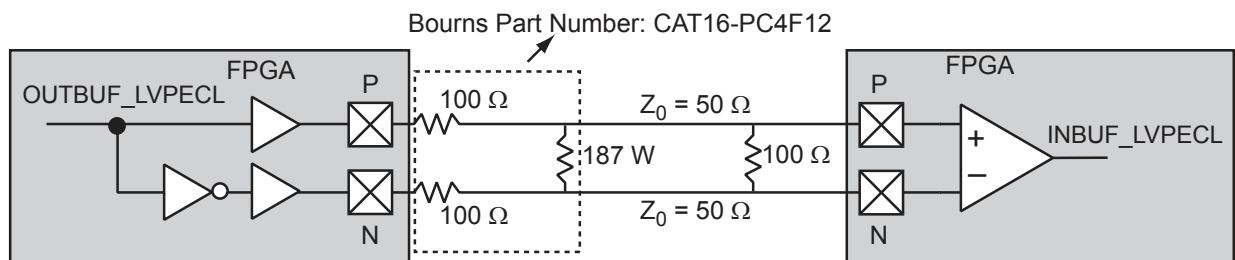 Bourns Part Number: CAT16-PC4F12
FPGA
P
OUTBUF_LVPECL
100 Ω
Z0 = 50 Ω
187 W
100 Ω
100 Ω
N
Z0 = 50 Ω
FPGA
P
+
−
INBUF_LVPECL
N